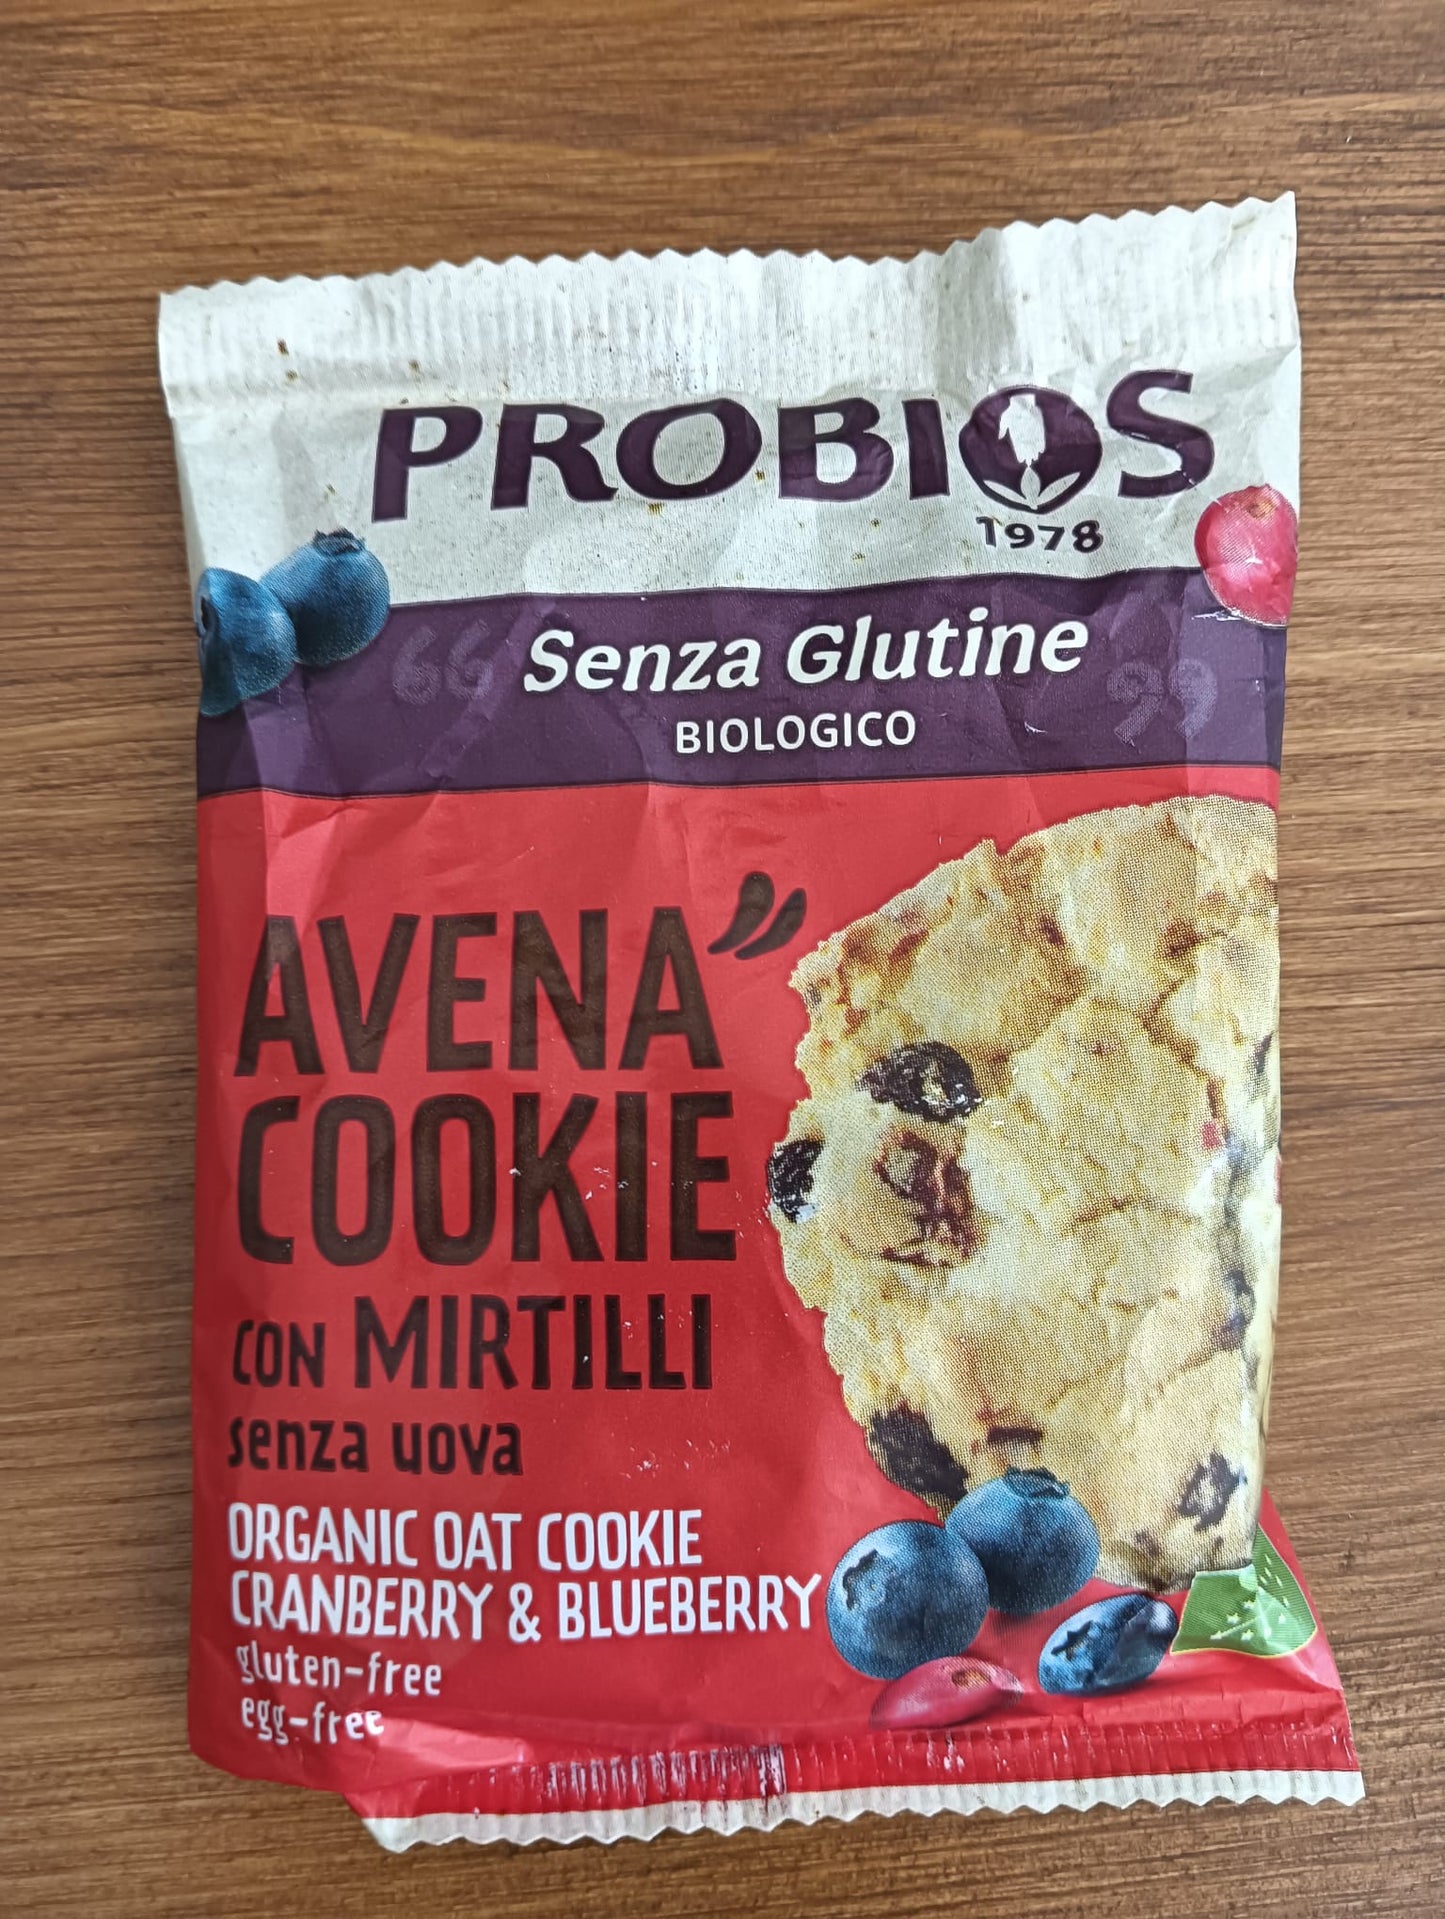 PROBIOS
1978
Senza Glutine
BIOLOGICO
AVENA
COOKIE
CON MIRTILLI
senza uova
ORGANIC OAT COOKIE
CRANBERRY & BLUEBERRY
gluten-free
egg-free